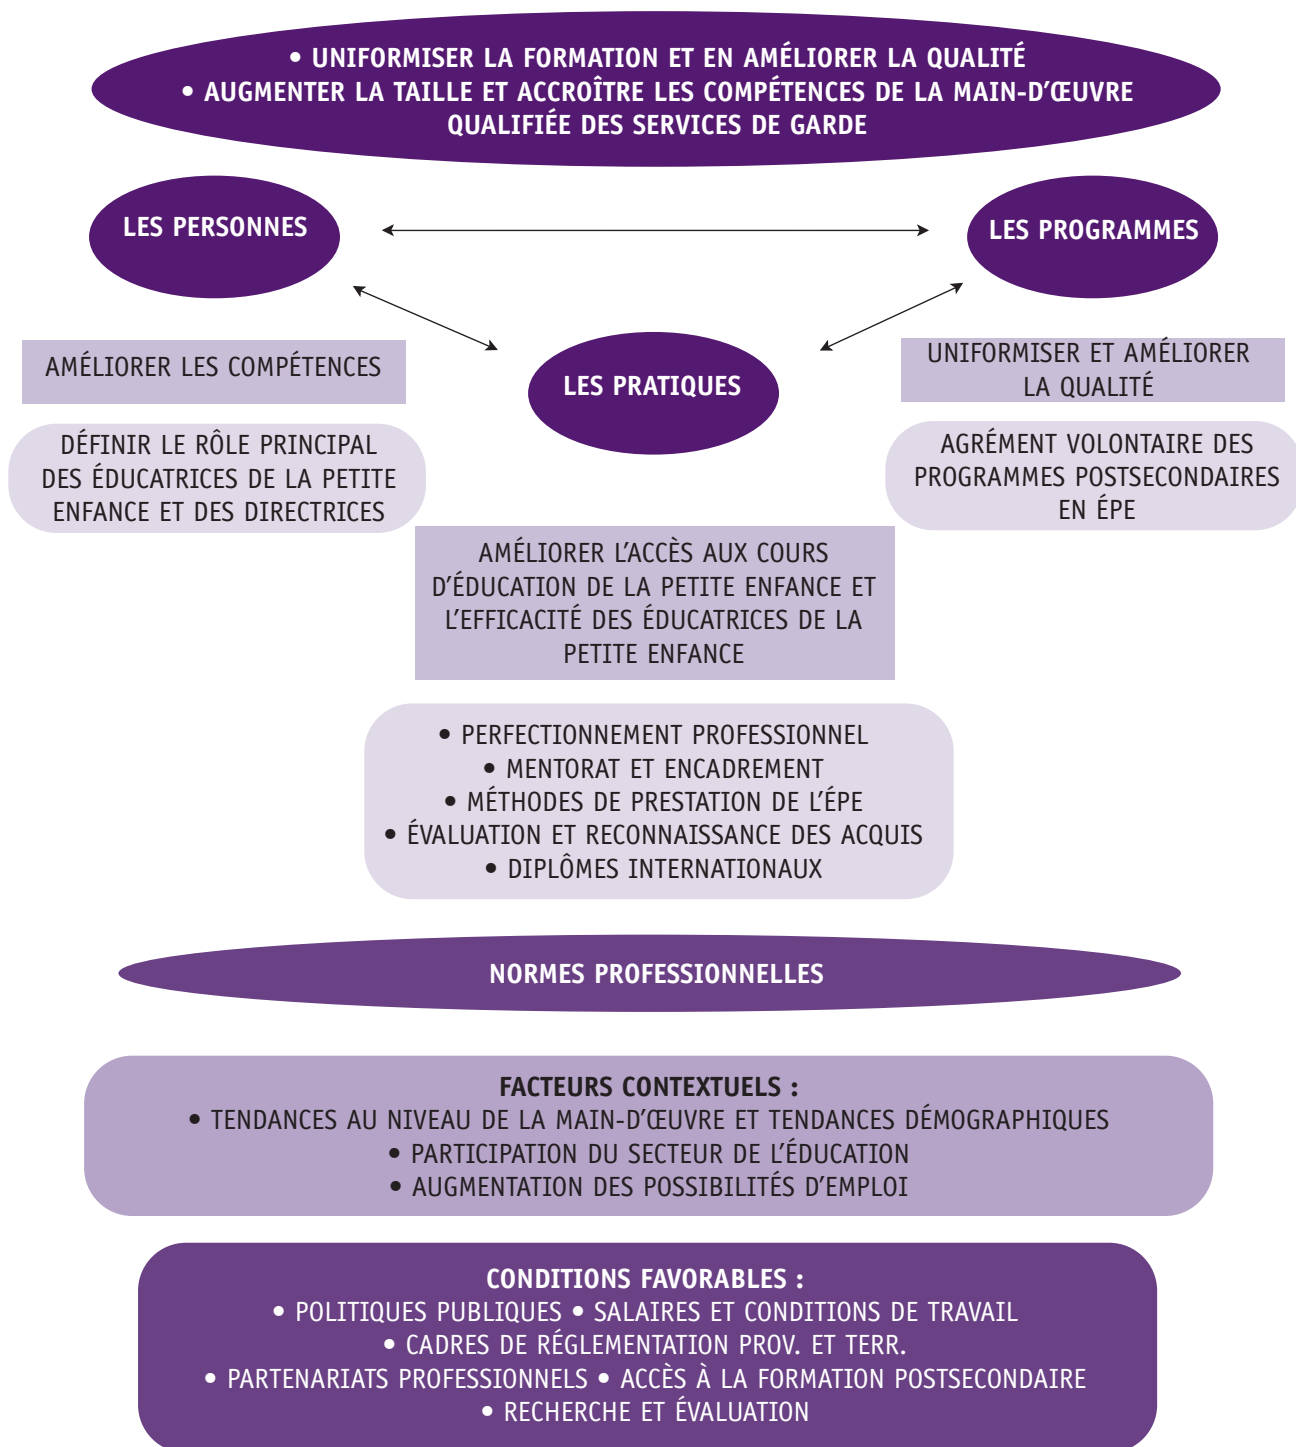 • UNIFORMISER LA FORMATION ET EN AMÉLIORER LA QUALITÉ
• AUGMENTER LA TAILLE ET ACCROÎTRE LES COMPÉTENCES DE LA MAIN-D'ŒUVRE
QUALIFIÉE DES SERVICES DE GARDE
LES PERSONNES
LES PROGRAMMES
LES PRATIQUES
AMÉLIORER LES COMPÉTENCES
DÉFINIR LE RÔLE PRINCIPAL
DES ÉDUCATRICES DE LA PETITE
ENFANCE ET DES DIRECTRICES
UNIFORMISER ET AMÉLIORER
LA QUALITÉ
AGRÉMENT VOLONTAIRE DES
PROGRAMMES POSTSECONDAIRES
EN ÉPE
AMÉLIORER L'ACCÈS AUX COURS
D'ÉDUCATION DE LA PETITE ENFANCE ET
L'EFFICACITÉ DES ÉDUCATRICES DE LA
PETITE ENFANCE
• PERFECTIONNEMENT PROFESSIONNEL
• MENTORAT ET ENCADREMENT
• MÉTHODES DE PRESTATION DE L'ÉPE
• ÉVALUATION ET RECONNAISSANCE DES ACQUIS
• DIPLÔMES INTERNATIONAUX
NORMES PROFESSIONNELLES
FACTEURS CONTEXTUELS :
• TENDANCES AU NIVEAU DE LA MAIN-D'ŒUVRE ET TENDANCES DÉMOGRAPHIQUES
• PARTICIPATION DU SECTEUR DE L'ÉDUCATION
• AUGMENTATION DES POSSIBILITÉS D'EMPLOI
CONDITIONS FAVORABLES :
• POLITIQUES PUBLIQUES • SALAIRES ET CONDITIONS DE TRAVAIL
• CADRES DE RÉGLEMENTATION PROV. ET TERR.
• PARTENARIATS PROFESSIONNELS • ACCÈS À LA FORMATION POSTSECONDAIRE
• RECHERCHE ET ÉVALUATION